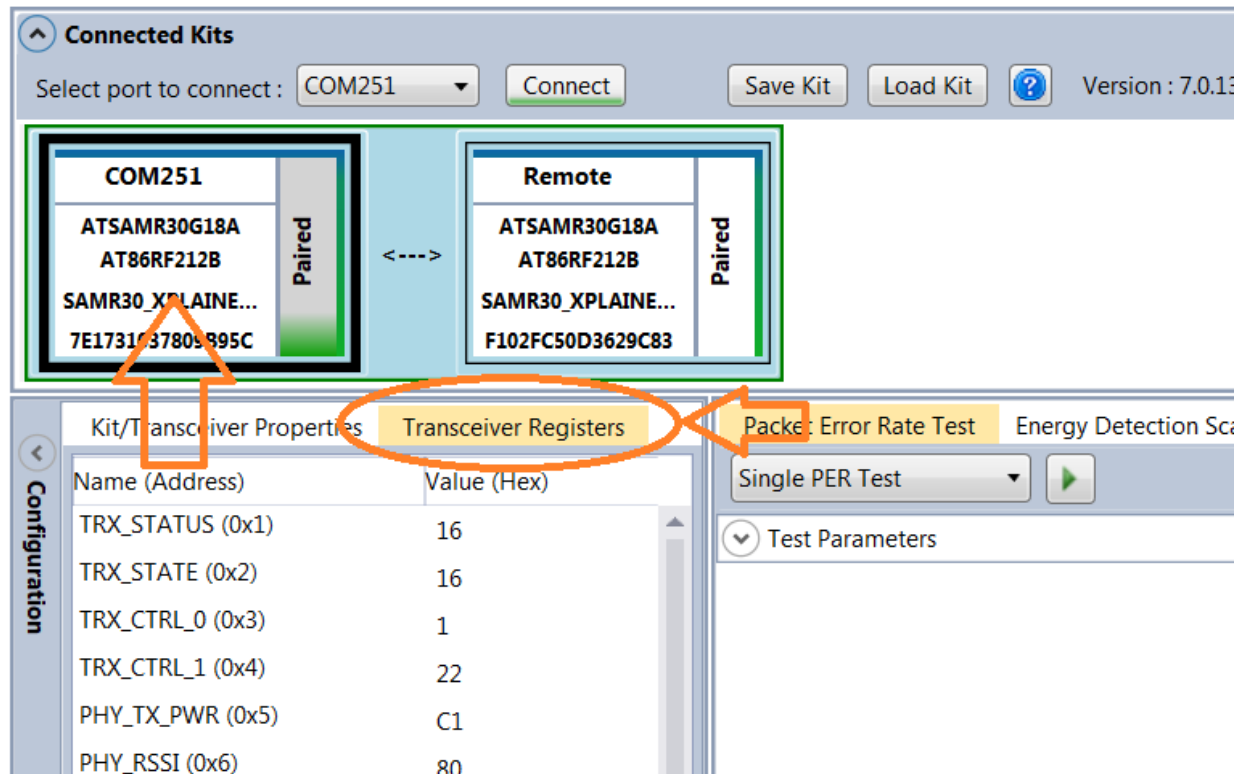 Connected Kits
Select port to connect : COM251 Connect Save Kit Load Kit ? Version : 7.0.13
COM251
ATSAMR30G18A
AT86RF212B
SAMR30_XPLAINE...
Paired
<--->
Remote
ATSAMR30G18A
AT86RF212B
SAMR30_XPLAINE...
F102FC50D3629C83
Paired
Configuration
Kit/Transceiver Properties Transceiver Registers
Name (Address) Value (Hex)
TRX_STATUS (0x1) 16
TRX_STATE (0x2) 16
TRX_CTRL_0 (0x3) 1
TRX_CTRL_1 (0x4) 22
PHY_TX_PWR (0x5) C1
PHY_RSSI (0x6) 80
Packet Error Rate Test Energy Detection Sca
Single PER Test
Test Parameters